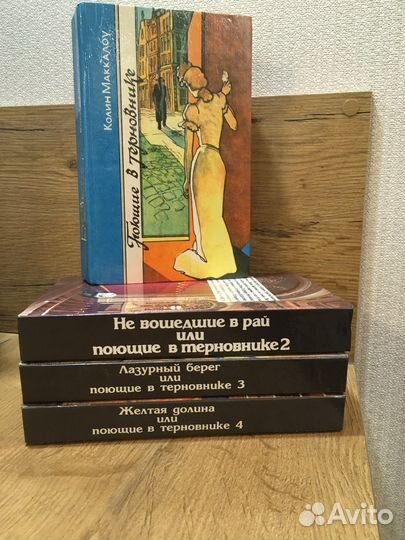 Колин Маккалоу
Поющие в терновнике
Не вошедшие в рай
или
поющие в терновнике 2
Лазурный берег
или
поющие в терновнике 3
Желтая долина
или
поющие в терновнике 4
Avito